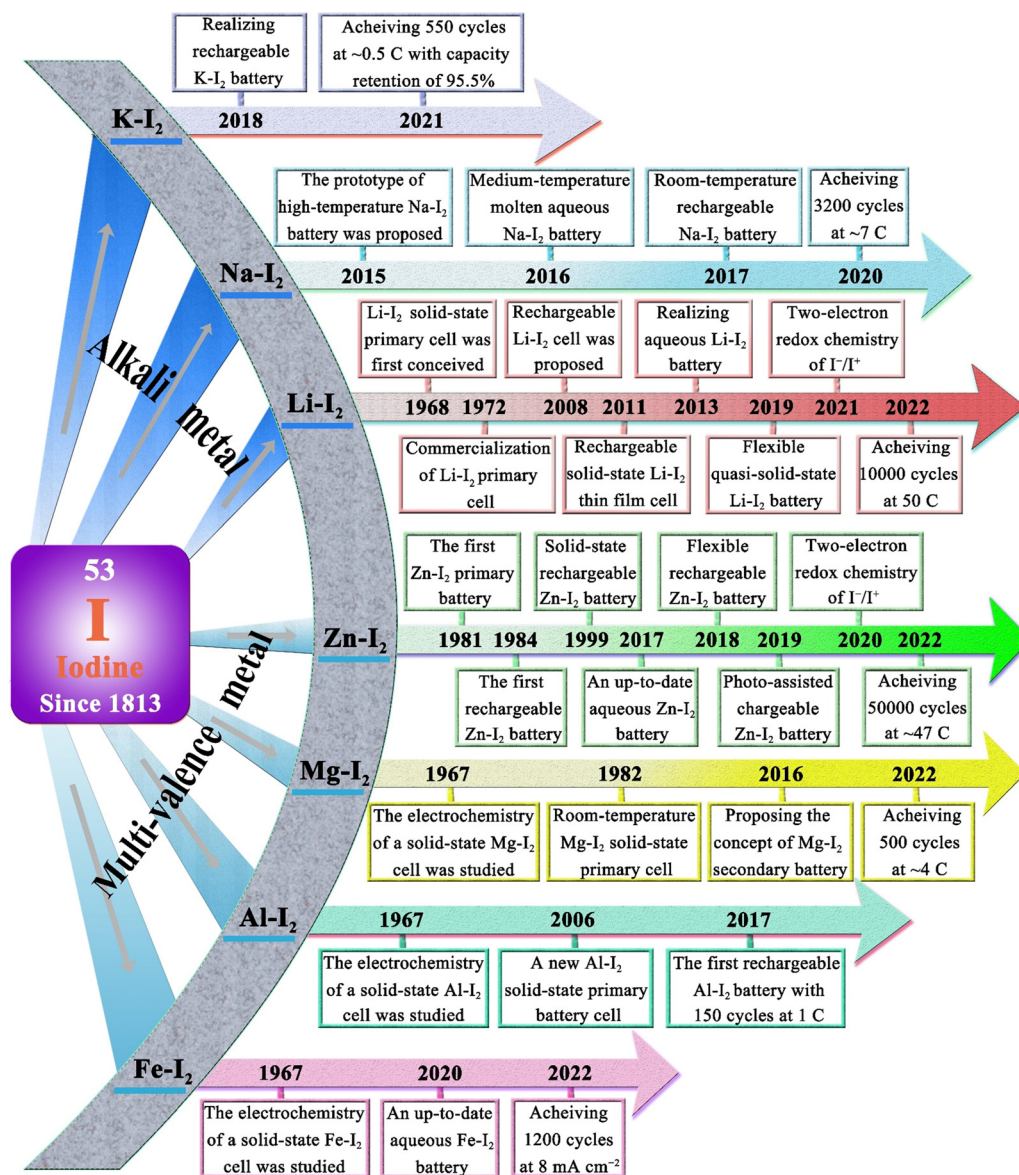 Realizing
rechargeable
K-I₂ battery
Acheiving 550 cycles
at ~0.5 C with capacity
retention of 95.5%
K-I₂
2018
2021
The prototype of
high-temperature Na-I₂
battery was proposed
Medium-temperature
molten aqueous
Na-I₂ battery
Room-temperature
rechargeable
Na-I₂ battery
Acheiving
3200 cycles
at ~7 C
Na-I₂
2015
2016
2017
2020
Li-I₂ solid-state
primary cell was
first conceived
Rechargeable
Li-I₂ cell was
proposed
Realizing
aqueous Li-I₂
battery
Two-electron
redox chemistry
of I⁻/I⁺
Alkali metal
Li-I₂
1968
1972
2008
2011
2013
2019
2021
2022
Commercialization
of Li-I₂ primary
cell
Rechargeable
solid-state Li-I₂
thin film cell
Flexible
quasi-solid-state
Li-I₂ battery
Acheiving
10000 cycles
at 50 C
53
I
Iodine
Since 1813
The first
Zn-I₂ primary
battery
Solid-state
rechargeable
Zn-I₂ battery
Flexible
rechargeable
Zn-I₂ battery
Two-electron
redox chemistry
of I⁻/I⁺
Zn-I₂
1981
1984
1999
2017
2018
2019
2020
2022
The first
rechargeable
Zn-I₂ battery
An up-to-date
aqueous Zn-I₂
battery
Photo-assisted
chargeable
Zn-I₂ battery
Acheiving
50000 cycles
at ~47 C
Multi-valence metal
Mg-I₂
1967
1982
2016
2022
The electrochemistry
of a solid-state Mg-I₂
cell was studied
Room-temperature
Mg-I₂ solid-state
primary cell
Proposing the
concept of Mg-I₂
secondary battery
Acheiving
500 cycles
at ~4 C
Al-I₂
1967
2006
2017
The electrochemistry
of a solid-state Al-I₂
cell was studied
A new Al-I₂
solid-state primary
battery cell
The first rechargeable
Al-I₂ battery with
150 cycles at 1 C
Fe-I₂
1967
2020
2022
The electrochemistry
of a solid-state Fe-I₂
cell was studied
An up-to-date
aqueous Fe-I₂
battery
Acheiving
1200 cycles
at 8 mA cm⁻²